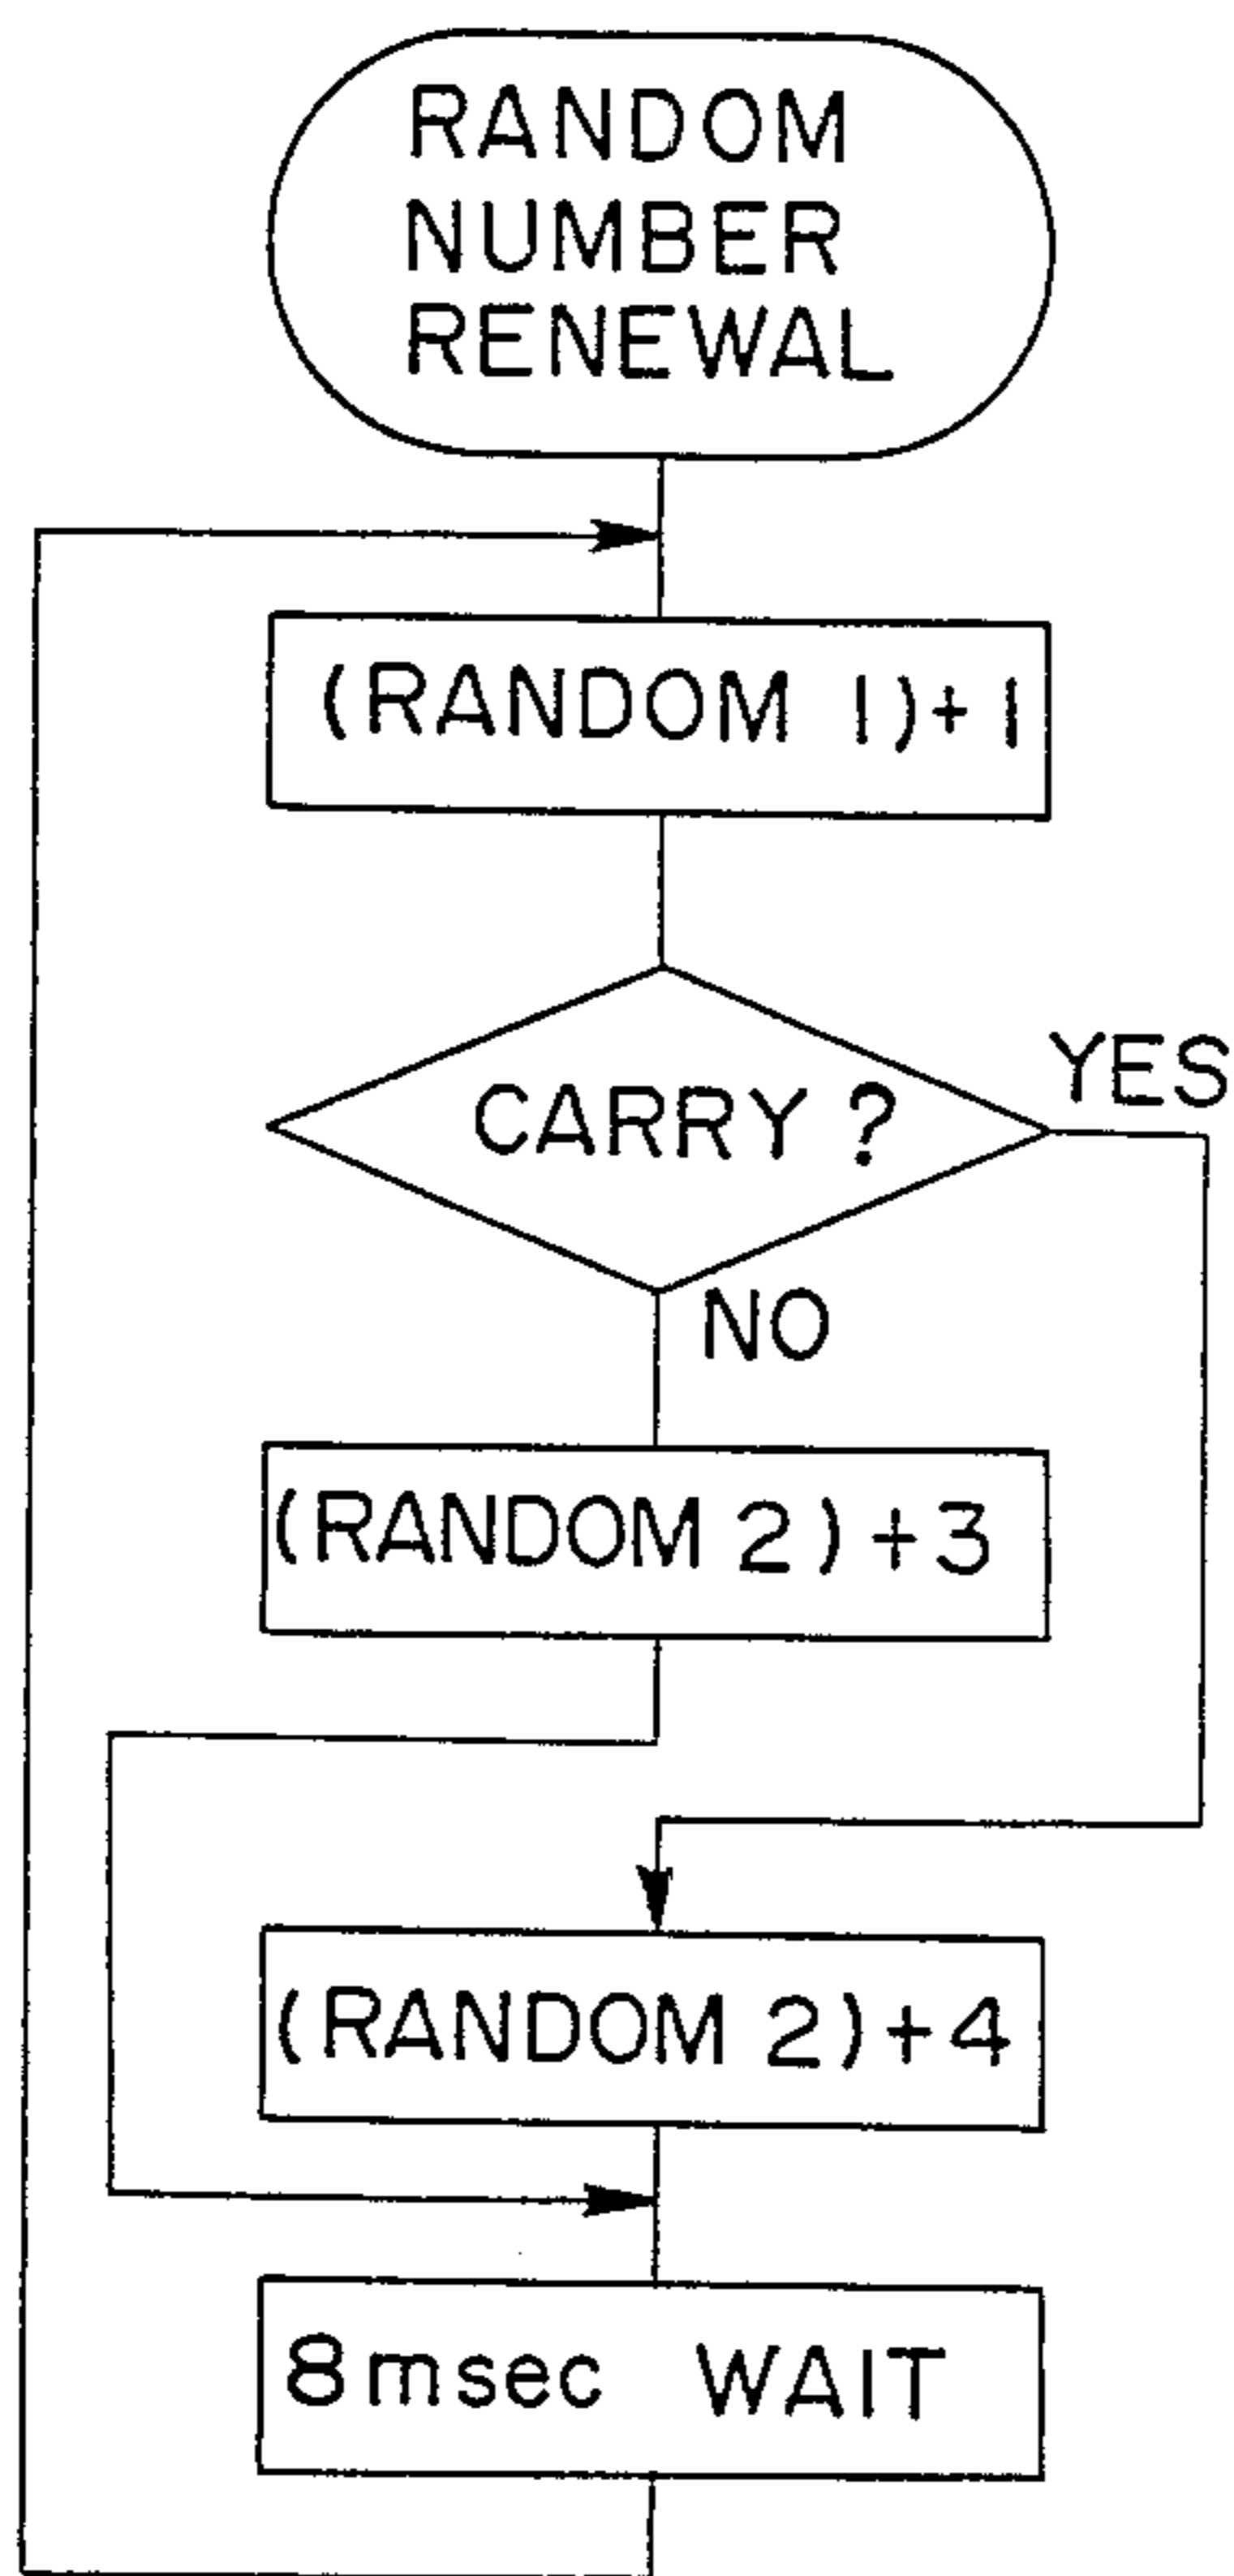 RANDOM
NUMBER
RENEWAL
(RANDOM 1)+1
CARRY ?
YES
NO
(RANDOM 2)+3
(RANDOM 2)+4
8msec WAIT